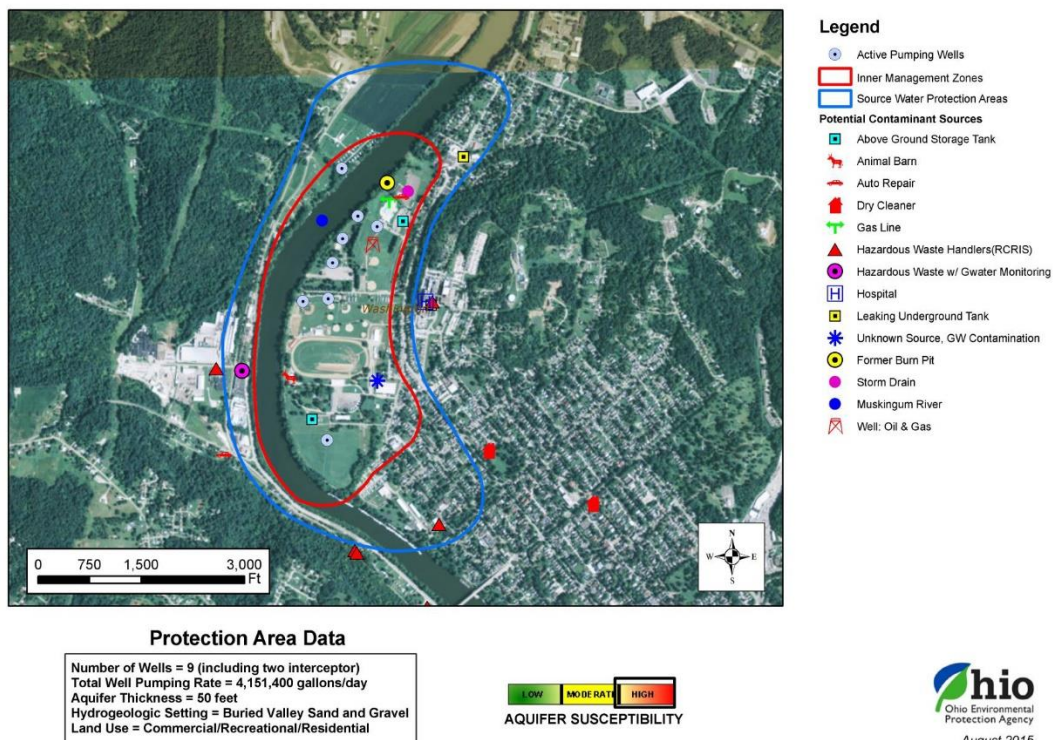 Legend
Active Pumping Wells
Inner Management Zones
Source Water Protection Areas
Potential Contaminant Sources
Above Ground Storage Tank
Animal Barn
Auto Repair
Dry Cleaner
Gas Line
Hazardous Waste Handlers(RCRIS)
Hazardous Waste w/ Gwater Monitoring
H Hospital
Leaking Underground Tank
Unknown Source, GW Contamination
Former Burn Pit
Storm Drain
Muskingum River
Well: Oil & Gas
H
N
W E
S
0 750 1,500 3,000
Ft
Protection Area Data
Number of Wells = 9 (including two interceptor)
Total Well Pumping Rate = 4,151,400 gallons/day
Aquifer Thickness = 50 feet
Hydrogeologic Setting = Buried Valley Sand and Gravel
Land Use = Commercial/Recreational/Residential
LOW MODERATE HIGH
AQUIFER SUSCEPTIBILITY
Ohio
Ohio Environmental
Protection Agency
August 2015